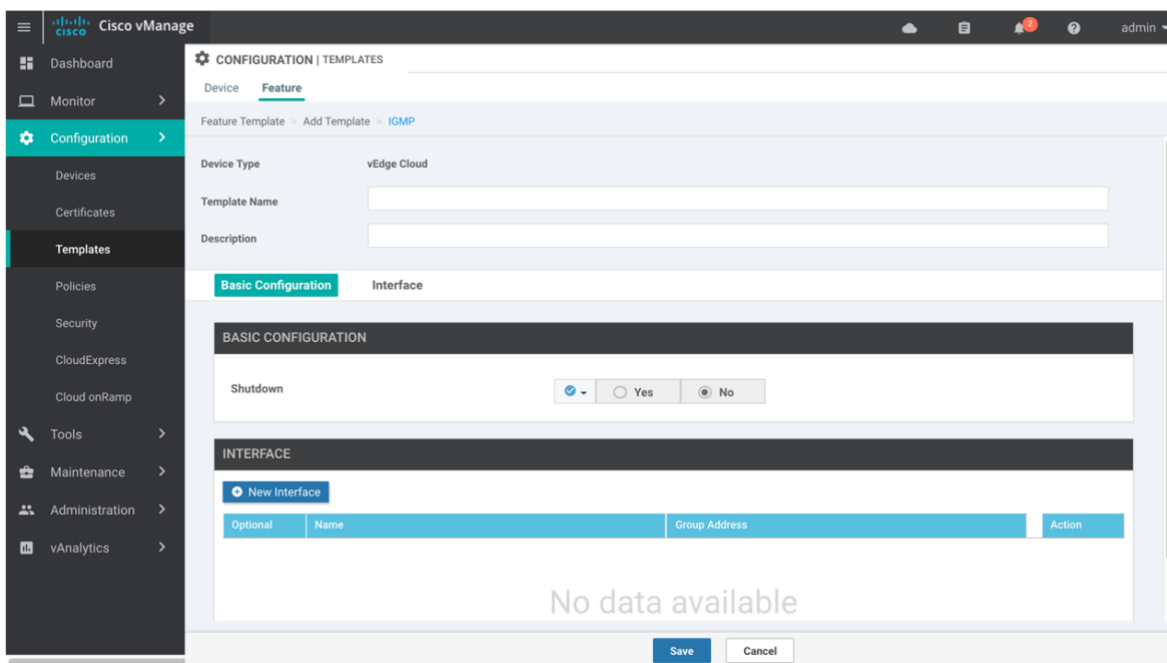 cisco Cisco vManage 2 admin
Dashboard
Monitor
Configuration
Devices
Certificates
Templates
Policies
Security
CloudExpress
Cloud onRamp
Tools
Maintenance
Administration
vAnalytics
CONFIGURATION | TEMPLATES
Device Feature
Feature Template > Add Template > IGMP
Device Type vEdge Cloud
Template Name
Description
Basic Configuration Interface
BASIC CONFIGURATION
Shutdown Yes No
INTERFACE
New Interface
Optional Name Group Address Action
No data available
Save Cancel